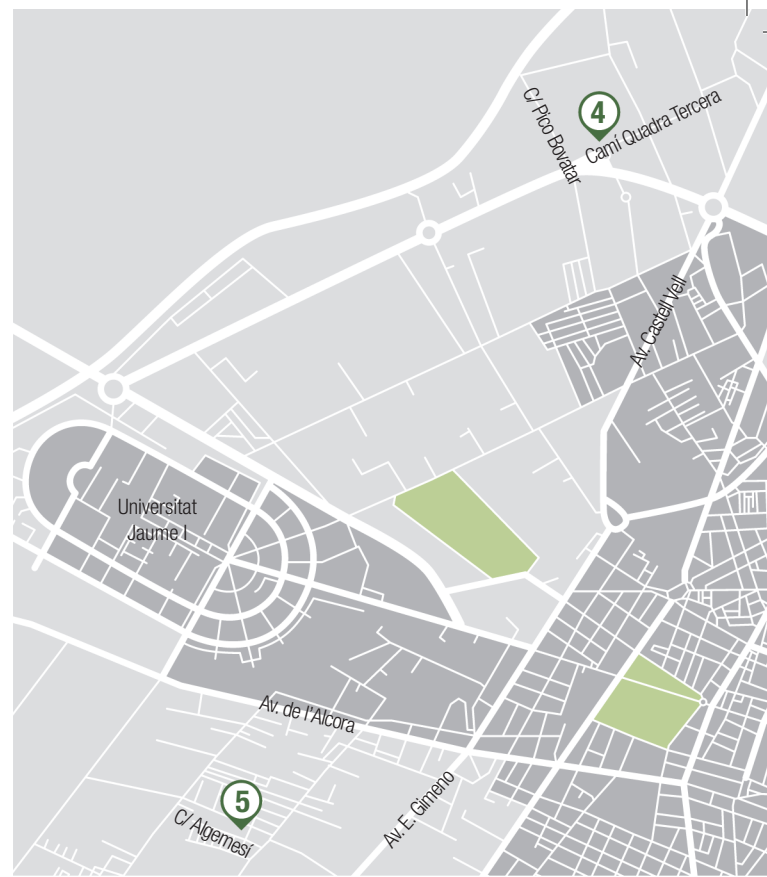 4
C/ Pico Bovatar
Camí Quadra Tercera
Av. Castell Vell
Universitat
Jaume I
Av. de l'Alcora
5
C/ Algemesí
Av. E. Gimeno